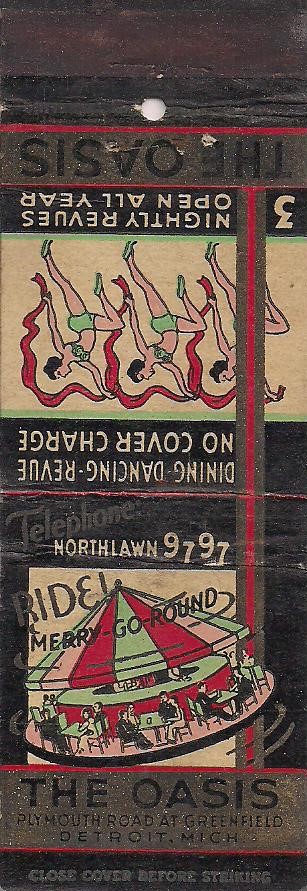 THE OASIS
NIGHTLY REVUES
OPEN ALL YEAR
3
DINING-DANCING-REVUE
NO COVER CHARGE
Telephone:
NORTHLAWN 9797
RIDE!
MERRY-GO-ROUND
THE OASIS
PLYMOUTH ROAD AT GREENFIELD
DETROIT, MICH
CLOSE COVER BEFORE STRIKING